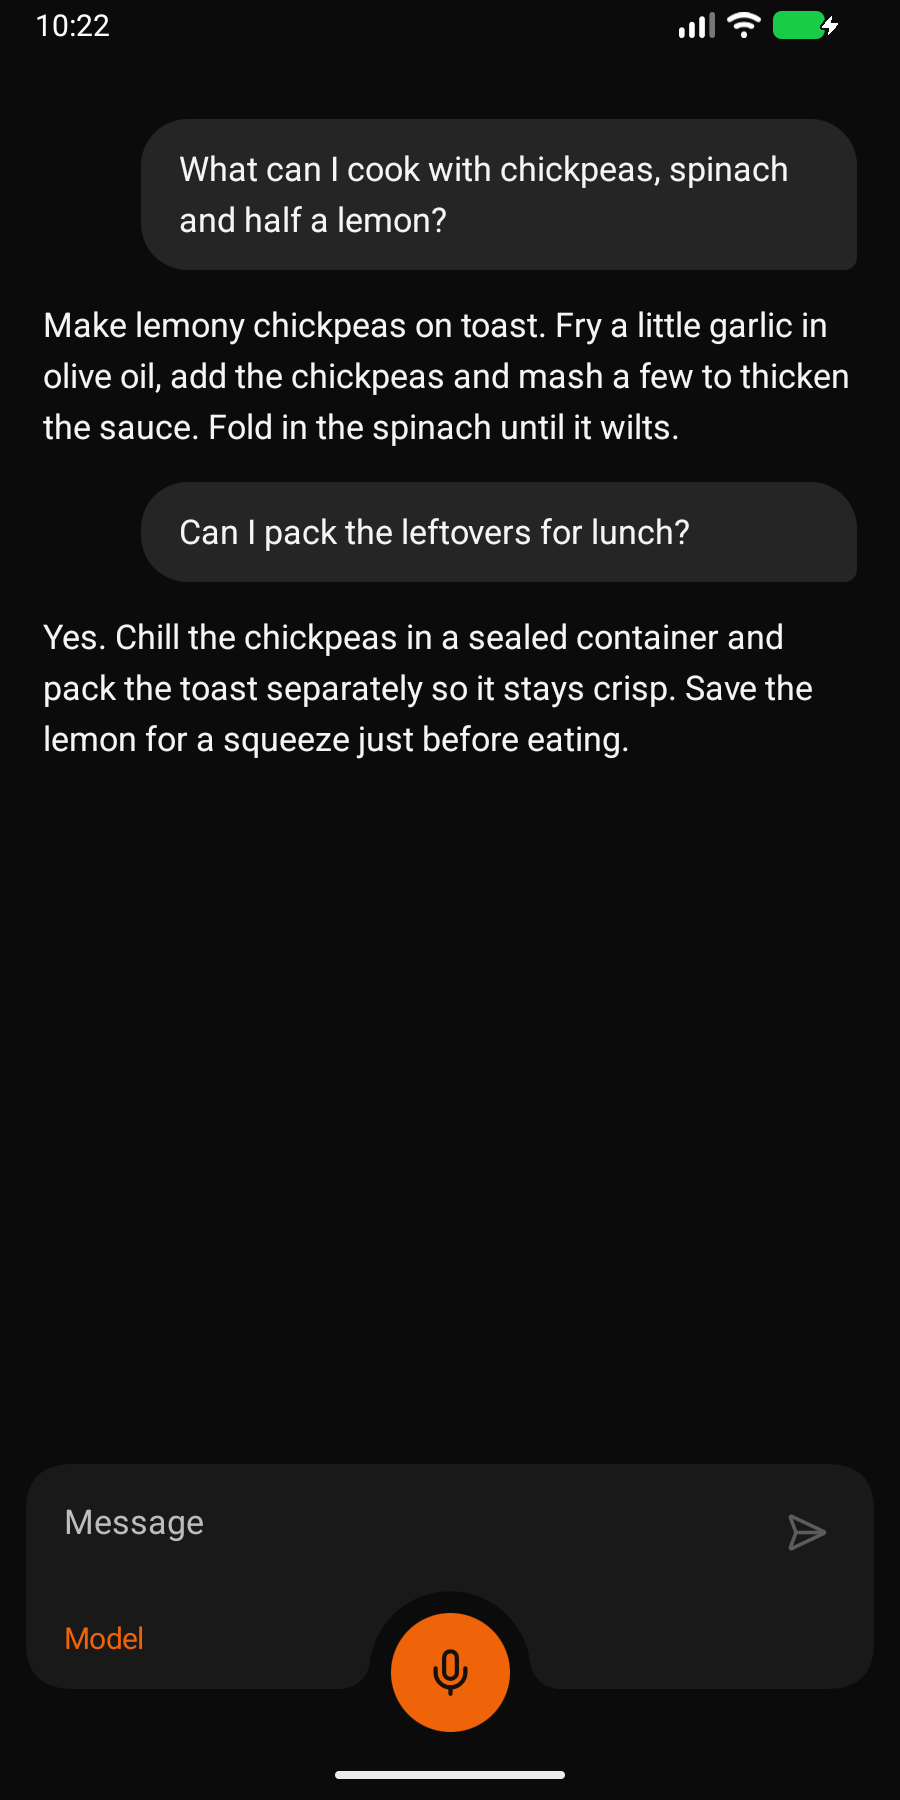 10:22
What can I cook with chickpeas, spinach
and half a lemon?
Make lemony chickpeas on toast. Fry a little garlic in
olive oil, add the chickpeas and mash a few to thicken
the sauce. Fold in the spinach until it wilts.
Can I pack the leftovers for lunch?
Yes. Chill the chickpeas in a sealed container and
pack the toast separately so it stays crisp. Save the
lemon for a squeeze just before eating.
Message
Model